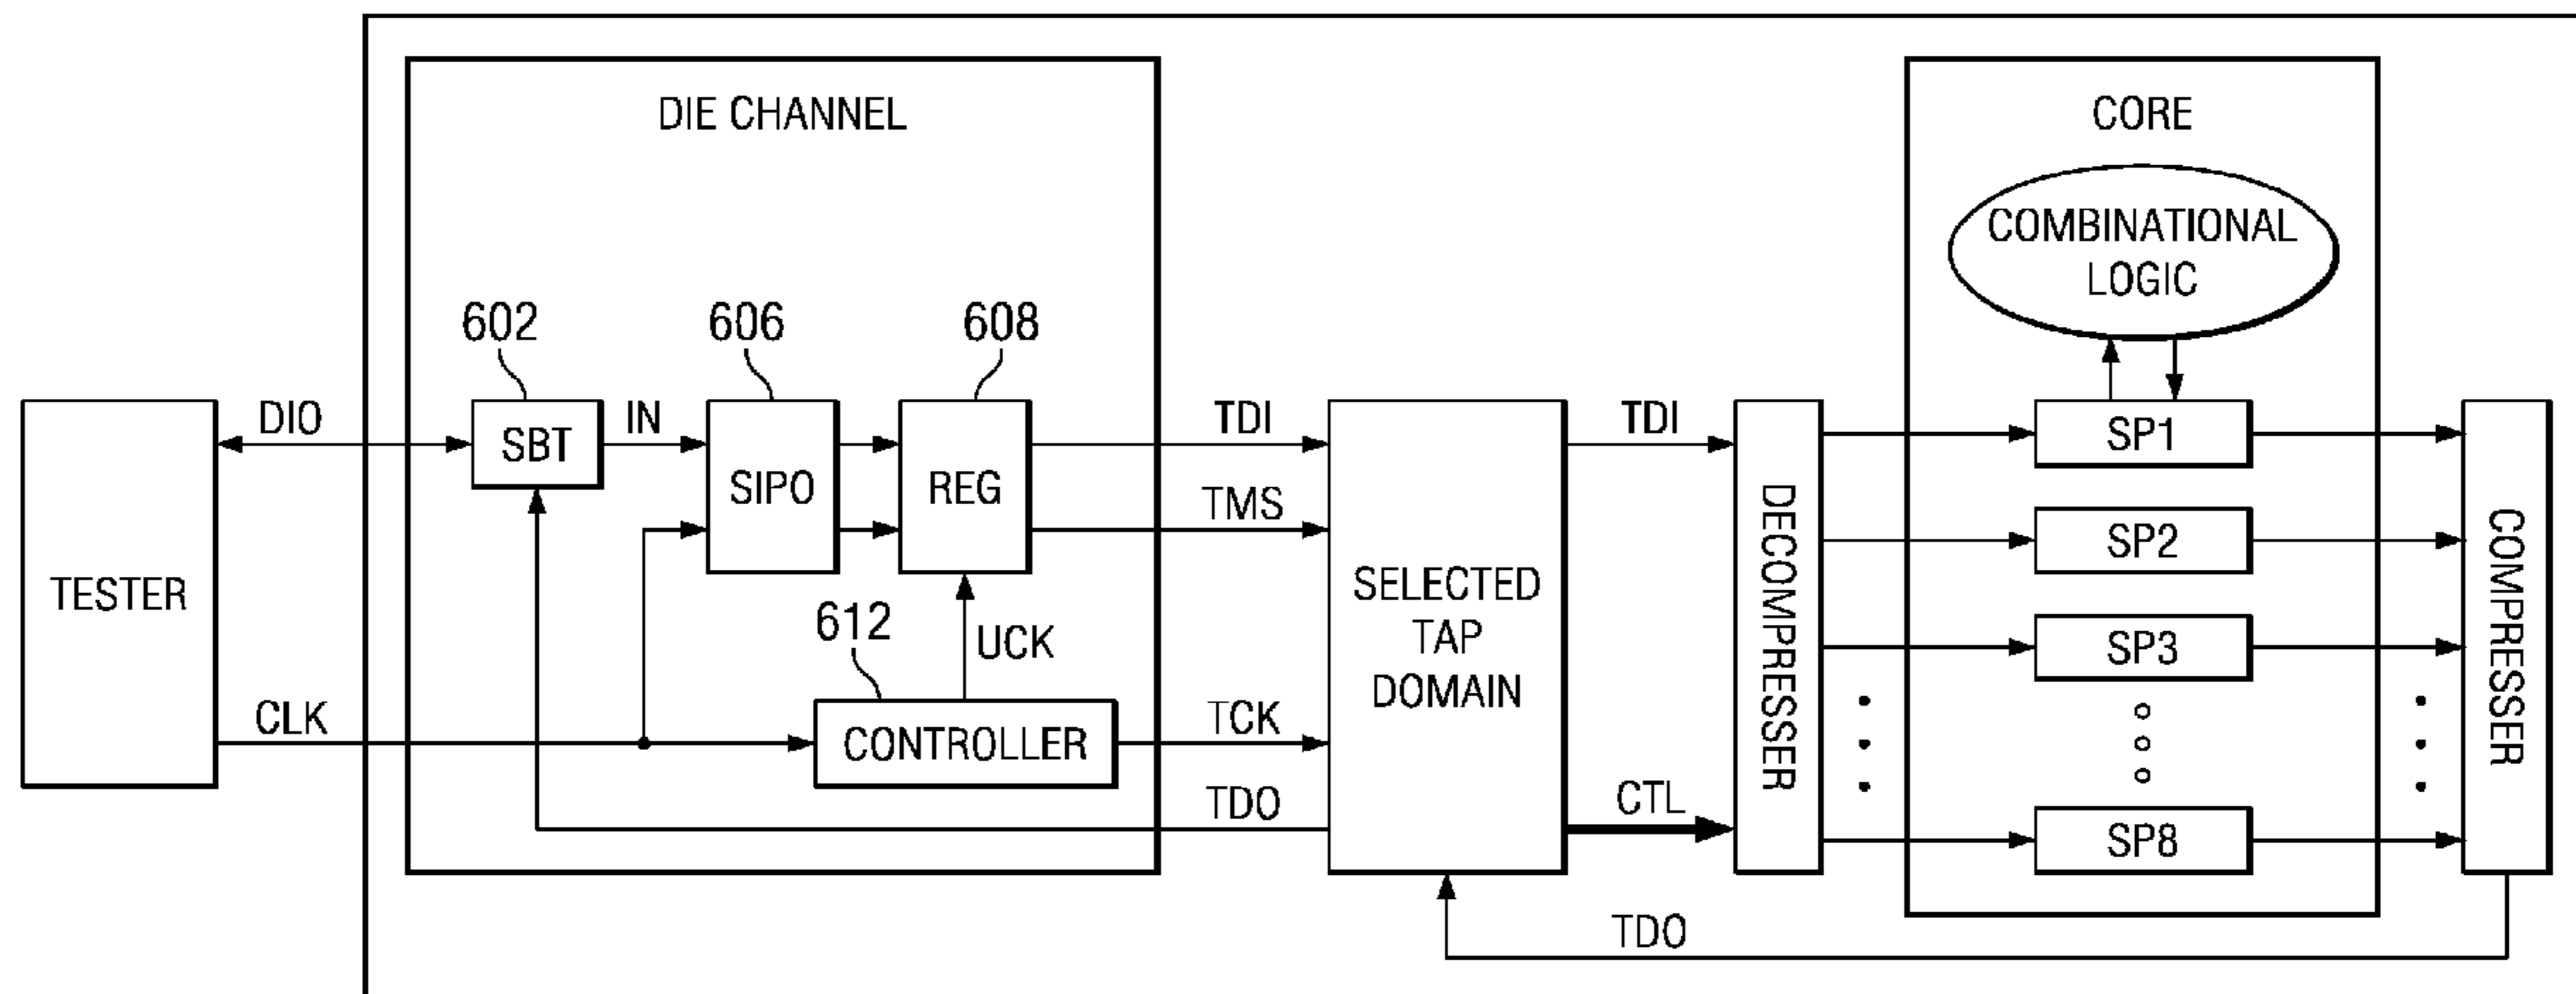 DIE CHANNEL
CORE
COMBINATIONAL
LOGIC
602
606
608
DIO
SBT
IN
SIPO
REG
TDI
TMS
TDI
SP1
SP2
SP3
SP8
TESTER
612
UCK
CLK
CONTROLLER
TCK
TDO
SELECTED
TAP
DOMAIN
CTL
DECOMPRESSER
COMPRESSER
TDO